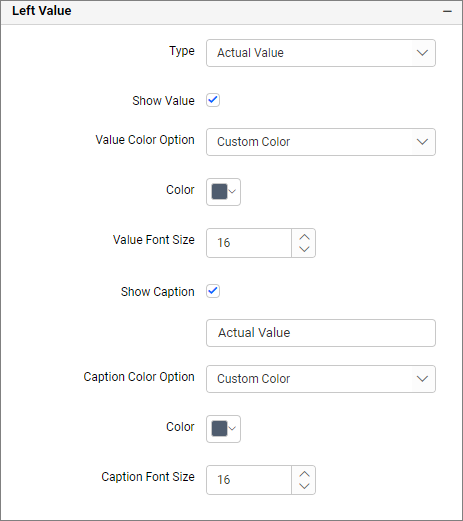 Left Value
Type Actual Value
Show Value
Value Color Option Custom Color
Color
Value Font Size 16
Show Caption
Actual Value
Caption Color Option Custom Color
Color
Caption Font Size 16